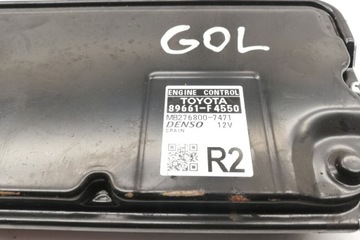 GOL
ENGINE CONTROL
TOYOTA
89661-F4550
MB276800-7471
DENSO 12V
SPAIN
R2